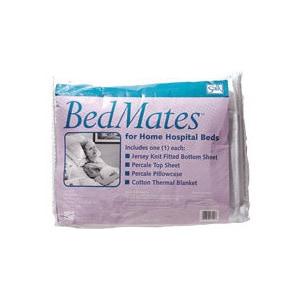 BedMates™
for Home Hospital Beds
Includes one (1) each:
Jersey Knit Fitted Bottom Sheet
Percale Top Sheet
Percale Pillowcase
Cotton Thermal Blanket